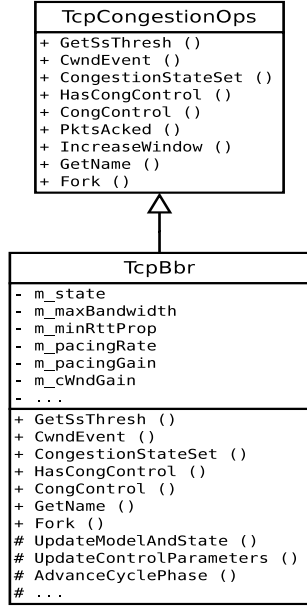 TcpCongestionOps
+ GetSsThresh ()
+ CwndEvent ()
+ CongestionStateSet ()
+ HasCongControl ()
+ CongControl ()
+ PktsAcked ()
+ IncreaseWindow ()
+ GetName ()
+ Fork ()
TcpBbr
- m_state
- m_maxBandwidth
- m_minRttProp
- m_pacingRate
- m_pacingGain
- m_cWndGain
- ...
+ GetSsThresh ()
+ CwndEvent ()
+ CongestionStateSet ()
+ HasCongControl ()
+ CongControl ()
+ GetName ()
+ Fork ()
# UpdateModelAndState ()
# UpdateControlParameters ()
# AdvanceCyclePhase ()
# ...